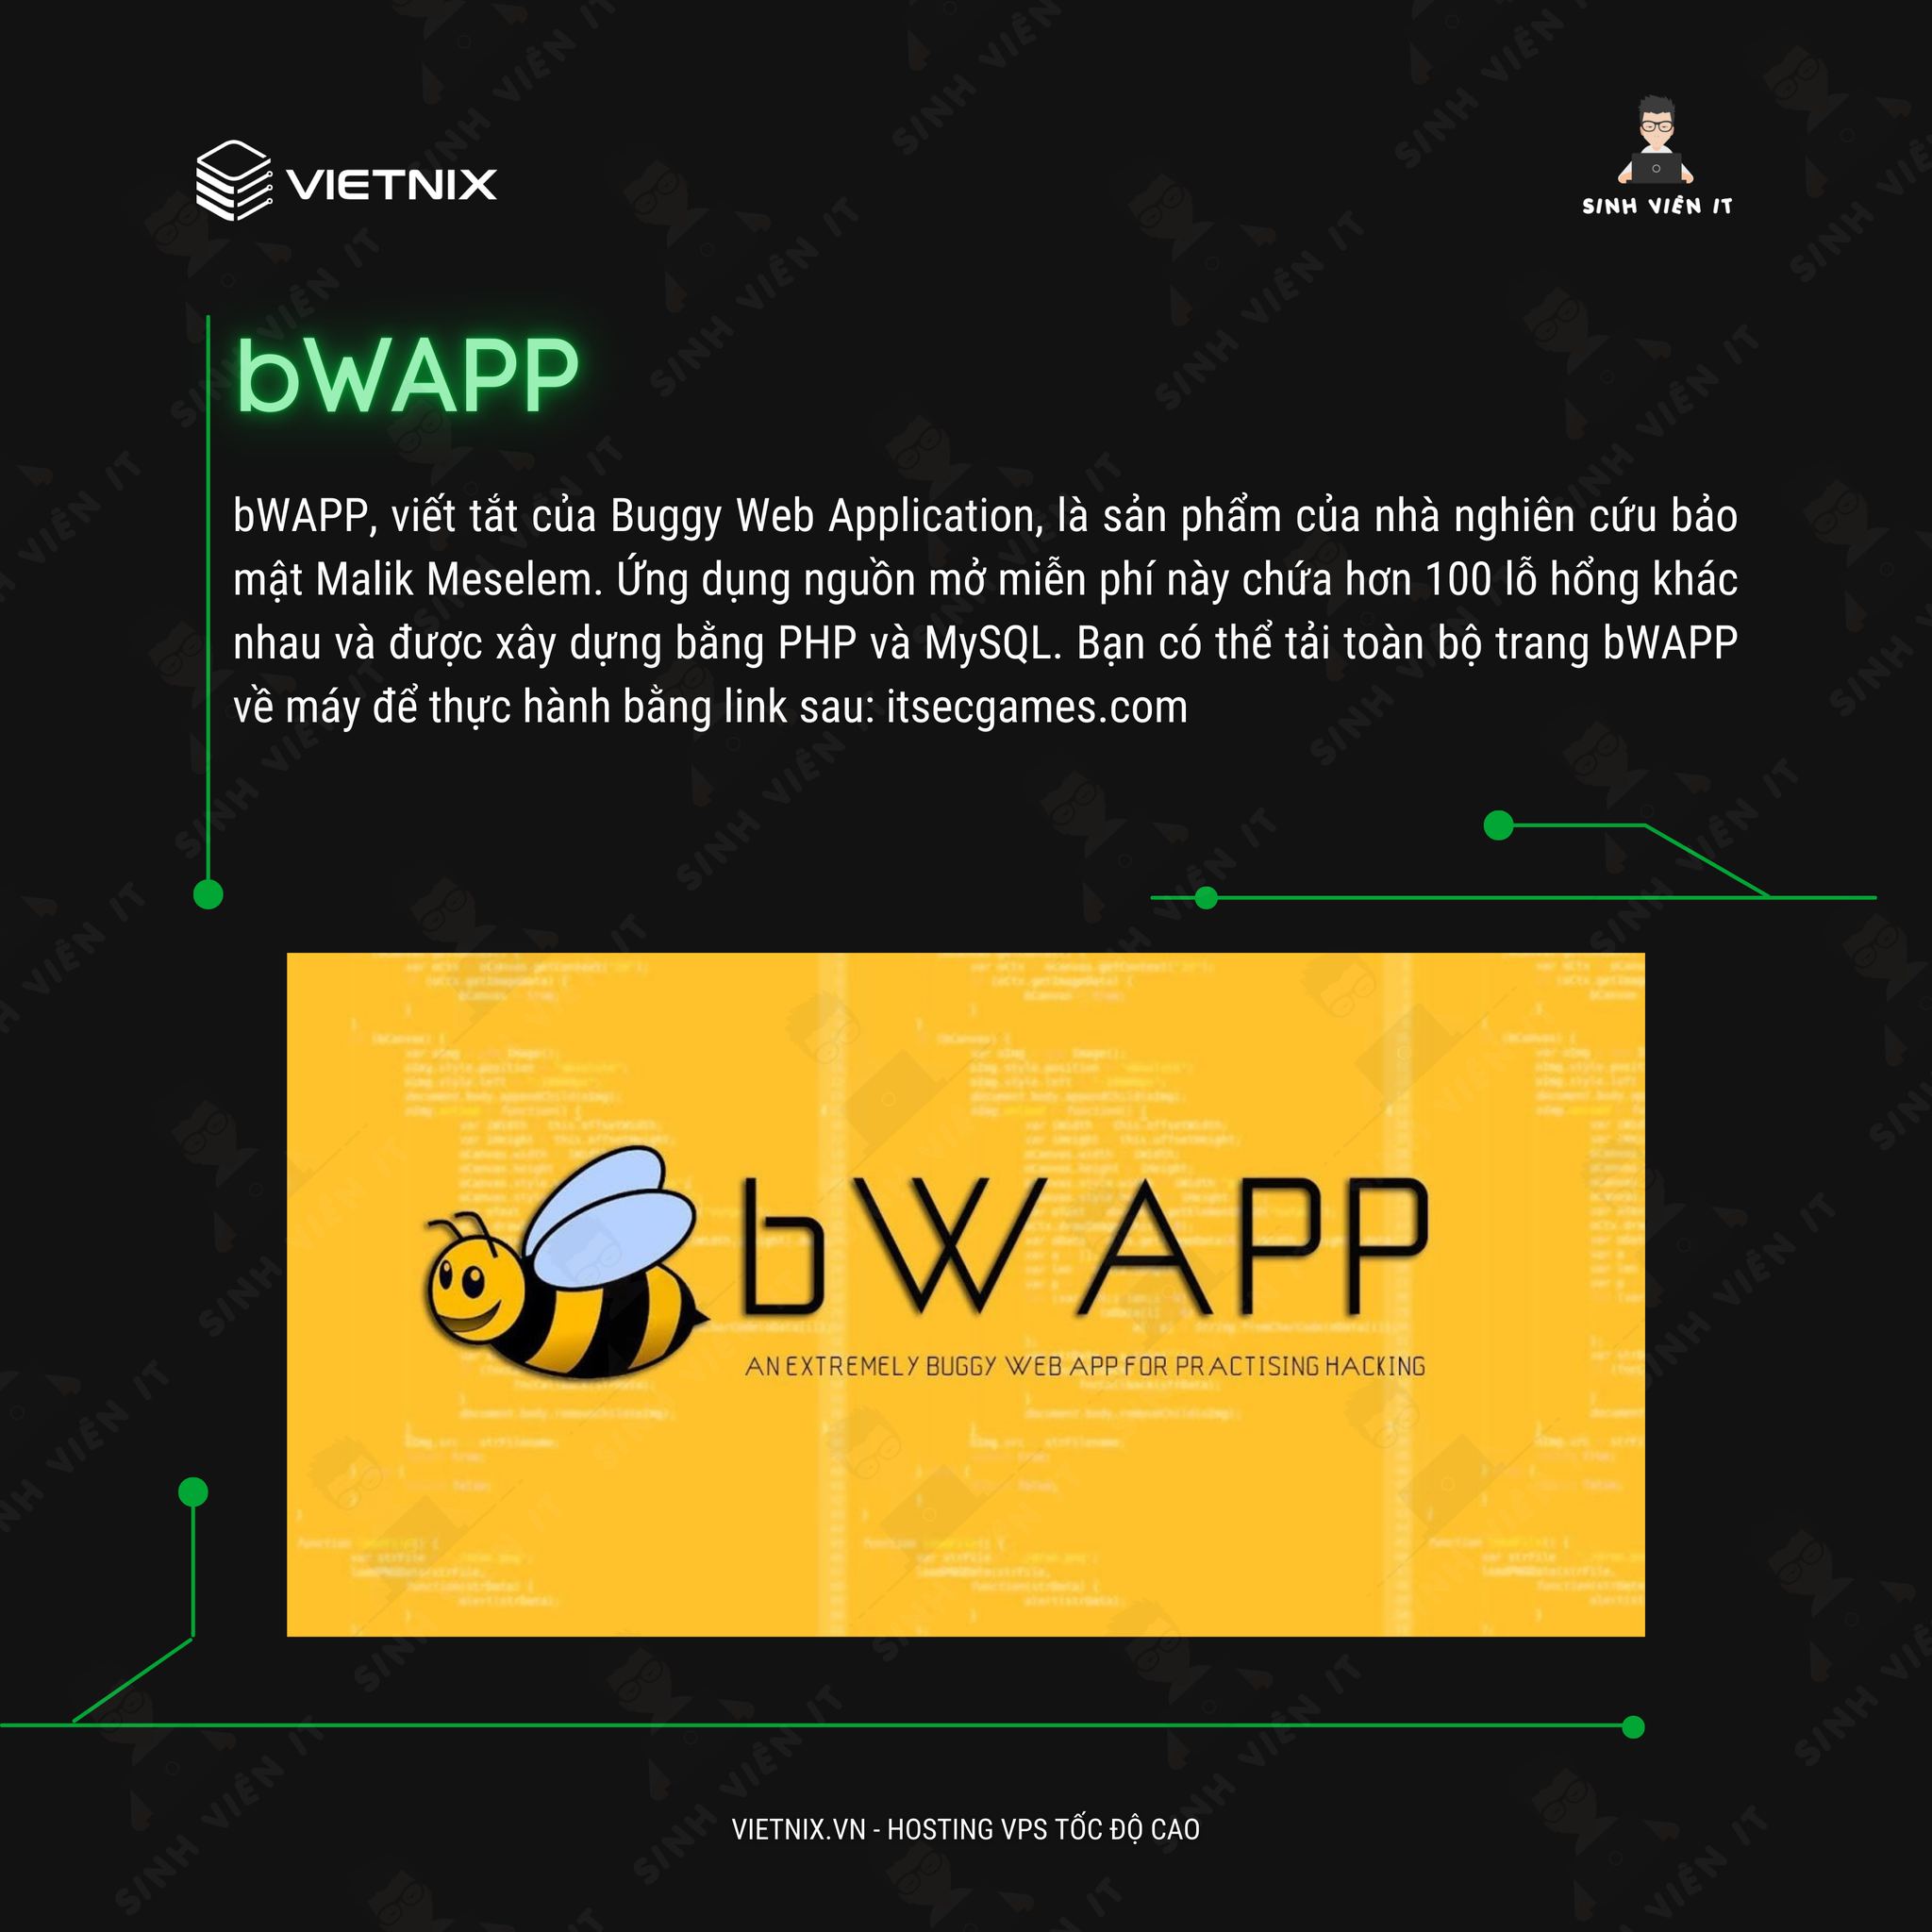 VIETNIX
SINH VIÊN IT
bWAPP
bWAPP, viết tắt của Buggy Web Application, là sản phẩm của nhà nghiên cứu bảo
mật Malik Meselem. Ứng dụng nguồn mở miễn phí này chứa hơn 100 lỗ hổng khác
nhau và được xây dựng bằng PHP và MySQL. Bạn có thể tải toàn bộ trang bWAPP
về máy để thực hành bằng link sau: itsecgames.com
bWAPP
AN EXTREMELY BUGGY WEB APP FOR PRACTISING HACKING
VIETNIX.VN - HOSTING VPS TỐC ĐỘ CAO